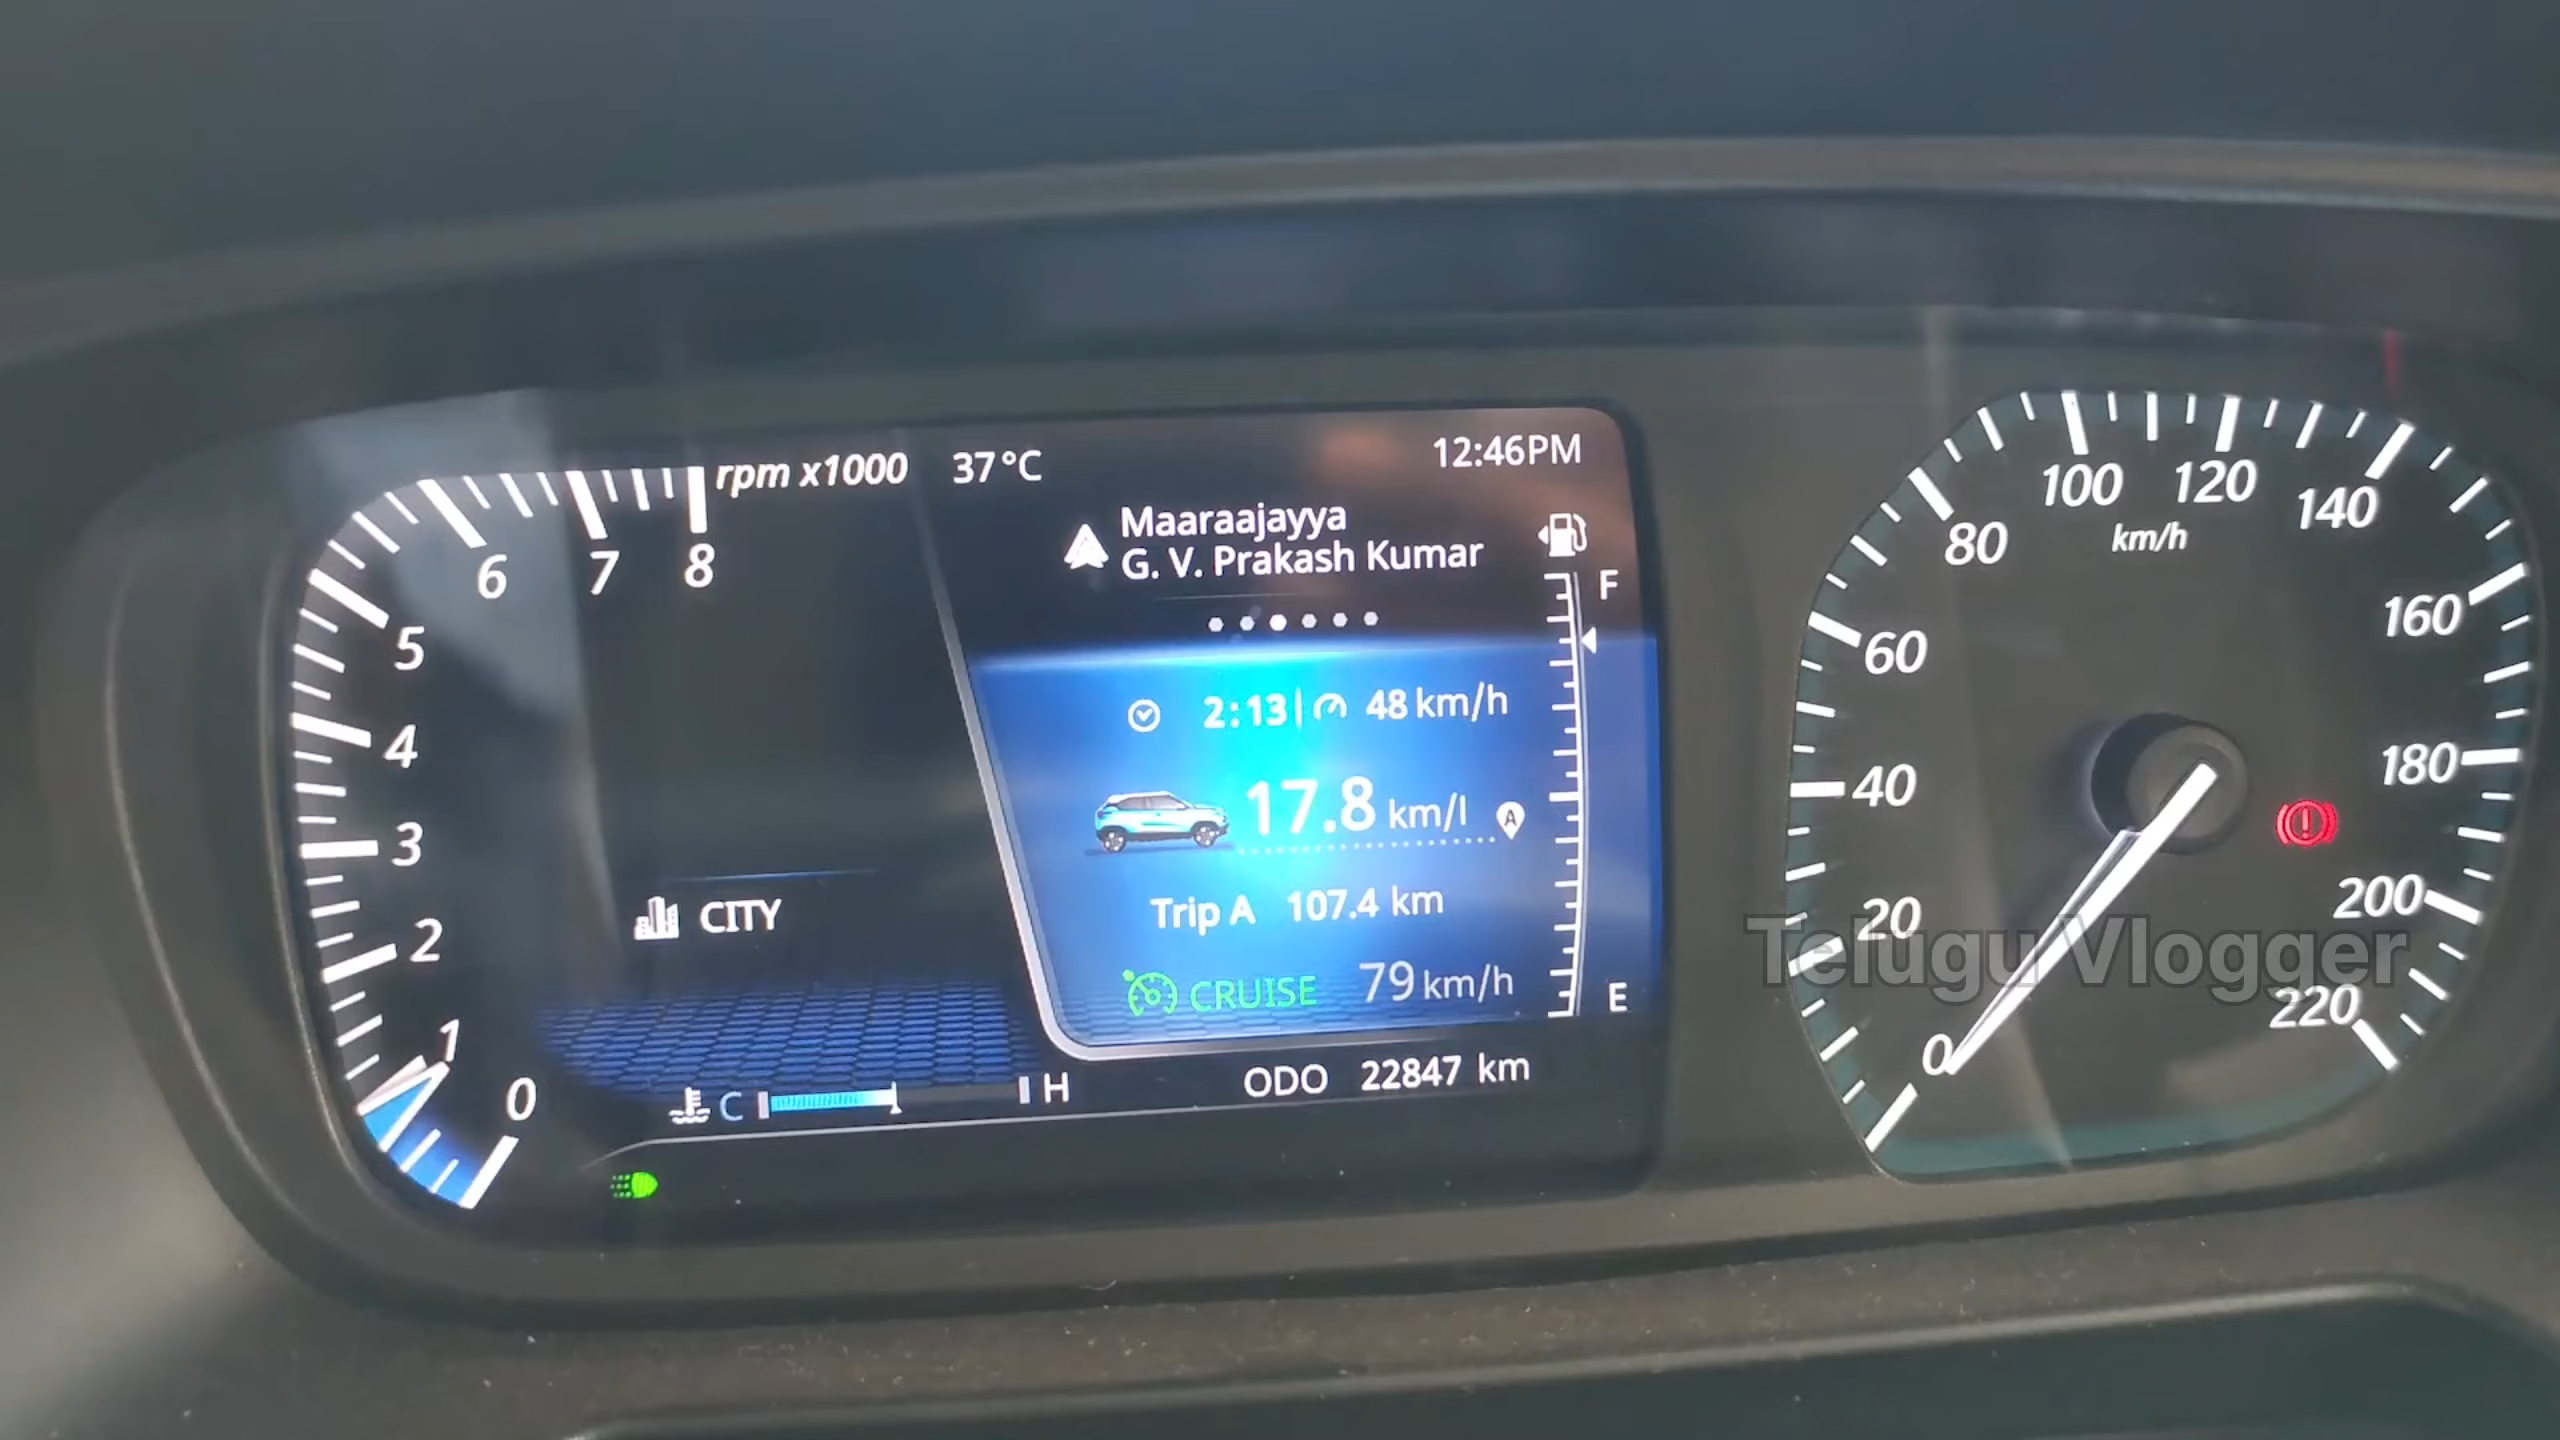 rpm x1000
37°C
12:46PM
Maaraajayya
G. V. Prakash Kumar
6
7
8
5
4
3
2
1
0
F
2:13 | 48 km/h
17.8 km/l
A
Trip A 107.4 km
CRUISE 79 km/h
E
CITY
C
H
ODO 22847 km
0
20
40
60
80
100
120
140
160
180
200
220
km/h
Telugu Vlogger